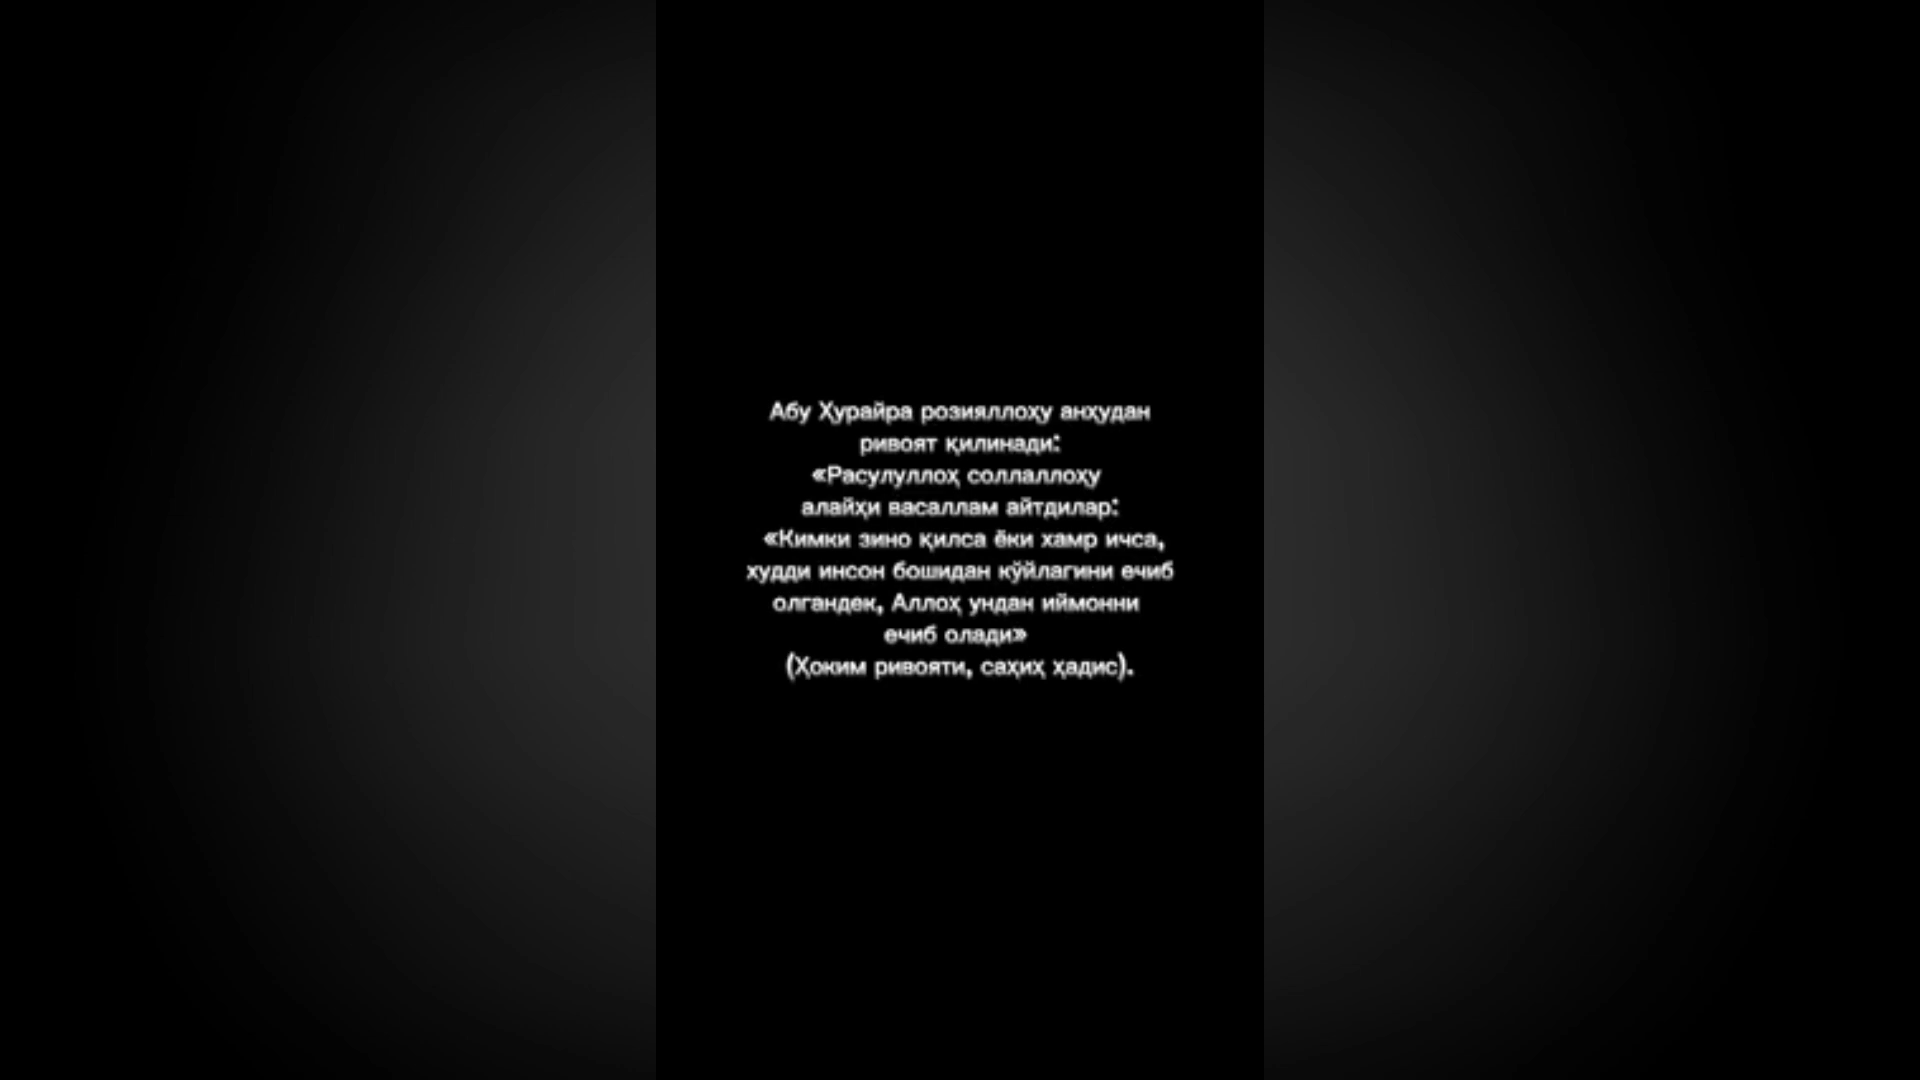 Абу Ҳурайра розияллоҳу анҳудан
ривоят қилинади:
«Расулуллоҳ соллаллоҳу
алайҳи васаллам айтдилар:
«Кимки зино қилса ёки хамр ичса,
худди инсон бошидан кўйлагини ечиб
олгандек, Аллоҳ ундан иймонни
ечиб олади»
(Ҳоким ривояти, саҳиҳ ҳадис).